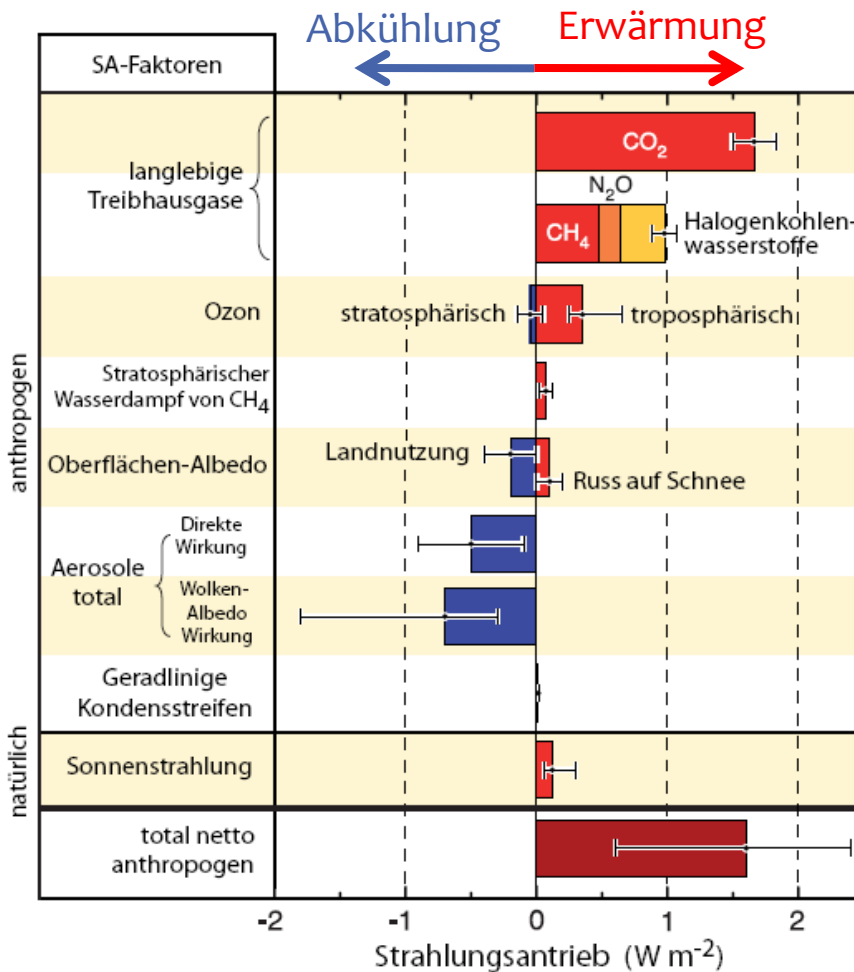 Abkühlung
Erwärmung
SA-Faktoren
anthropogen
langlebige
Treibhausgase
CO₂
N₂O
CH₄
Halogenkohlen-
wasserstoffe
Ozon
stratosphärisch
troposphärisch
Stratosphärischer
Wasserdampf von CH₄
Oberflächen-Albedo
Landnutzung
Russ auf Schnee
Aerosole
total
Direkte
Wirkung
Wolken-
Albedo
Wirkung
Geradlinige
Kondensstreifen
natürlich
Sonnenstrahlung
total netto
anthropogen
-2 -1 0 1 2
Strahlungsantrieb (W m⁻²)